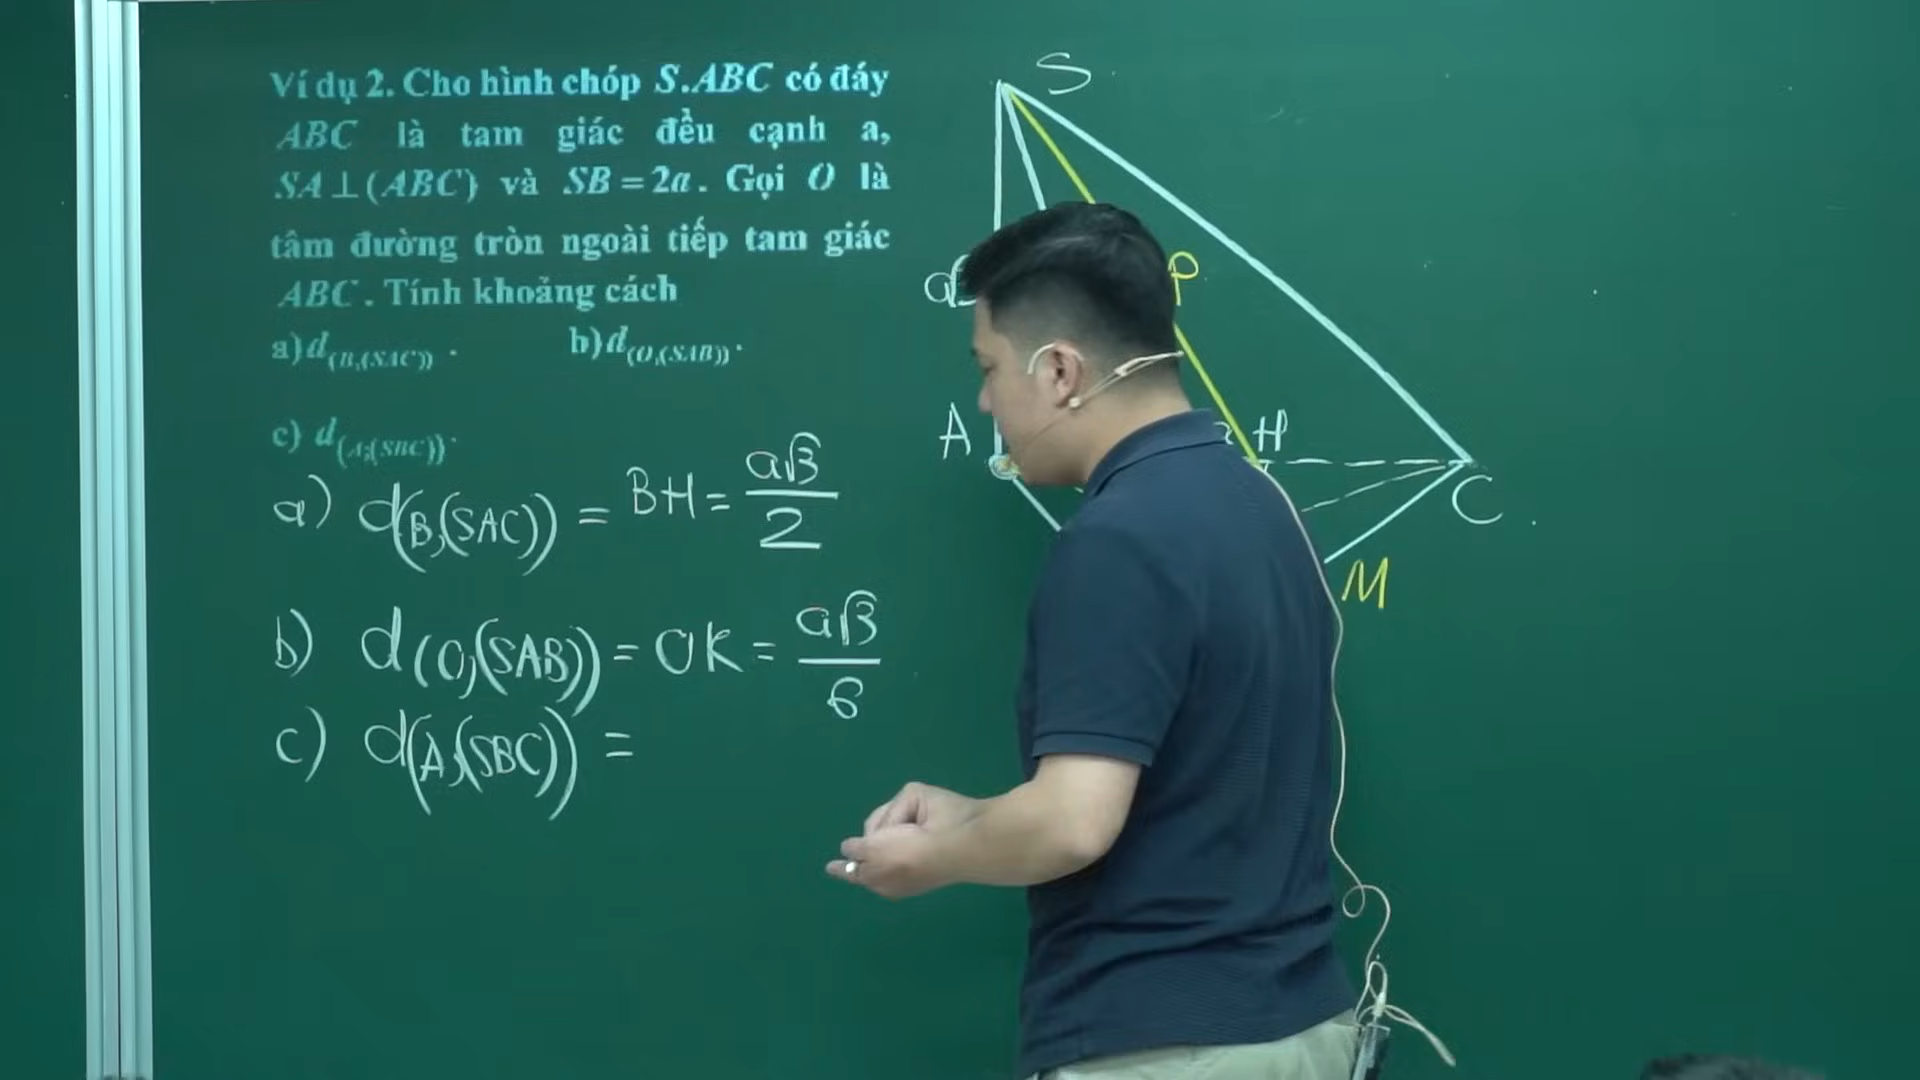 Ví dụ 2. Cho hình chóp S.ABC có đáy
ABC là tam giác đều cạnh a,
SA⊥(ABC) và SB=2a. Gọi O là
tâm đường tròn ngoài tiếp tam giác
ABC. Tính khoảng cách
a) d(B,(SAC)). b) d(O,(SAB)).
c) d(A;(SBC)).
a) d(B,(SAC)) = BH = a√3/2
b) d(O,(SAB)) = OK = a√3/6
c) d(A,(SBC)) =
S
P
A
H
C
M